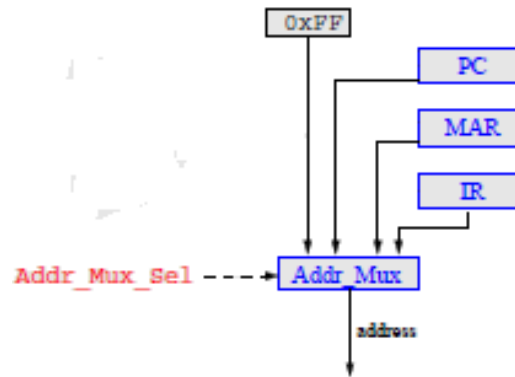 0xFF
PC
MAR
IR
Addr_Mux_Sel
Addr_Mux
address